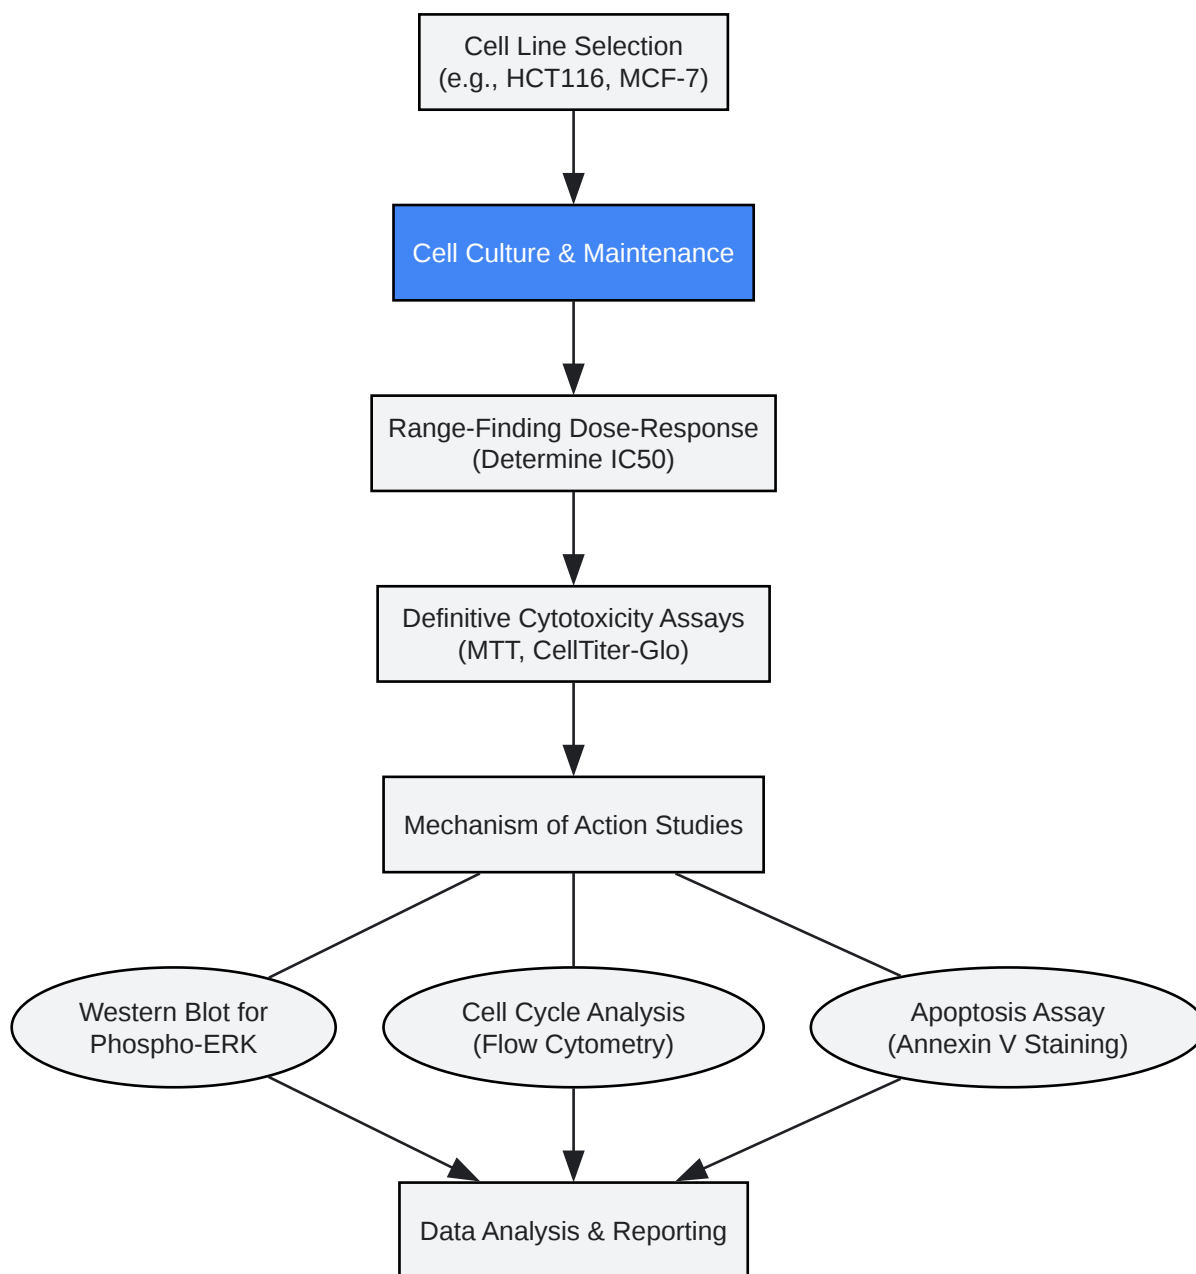 Cell Line Selection
(e.g., HCT116, MCF-7)
Cell Culture & Maintenance
Range-Finding Dose-Response
(Determine IC50)
Definitive Cytotoxicity Assays
(MTT, CellTiter-Glo)
Mechanism of Action Studies
Western Blot for
Phospho-ERK
Cell Cycle Analysis
(Flow Cytometry)
Apoptosis Assay
(Annexin V Staining)
Data Analysis & Reporting